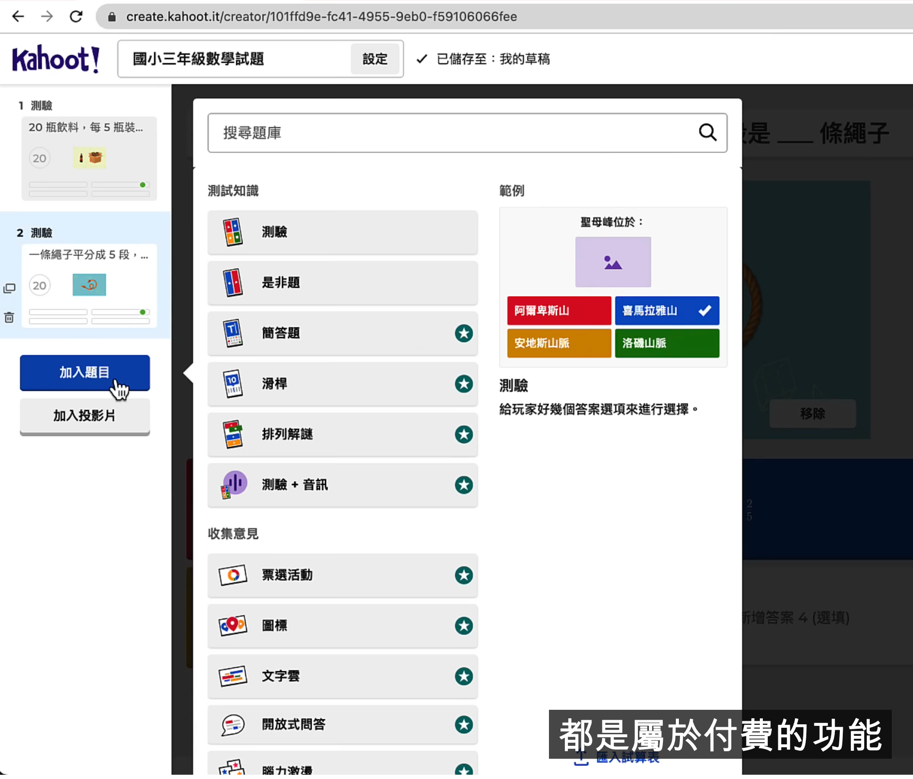 create.kahoot.it/creator/101ffd9e-fc41-4955-9eb0-f59106066fee
Kahoot!
國小三年級數學試題
設定
已儲存至：我的草稿
1 測驗
20 瓶飲料，每 5 瓶裝...
20
2 測驗
一條繩子平分成 5 段，...
20
加入題目
加入投影片
搜尋題庫
測試知識
測驗
是非題
簡答題
滑桿
排列解謎
測驗 + 音訊
收集意見
票選活動
圖標
文字雲
開放式問答
腦力激盪
範例
聖母峰位於：
阿爾卑斯山
喜馬拉雅山
安地斯山脈
洛磯山脈
測驗
給玩家好幾個答案選項來進行選擇。
匯入試算表
段是 ___ 條繩子
移除
2
5
新增答案 4 (選填)
都是屬於付費的功能